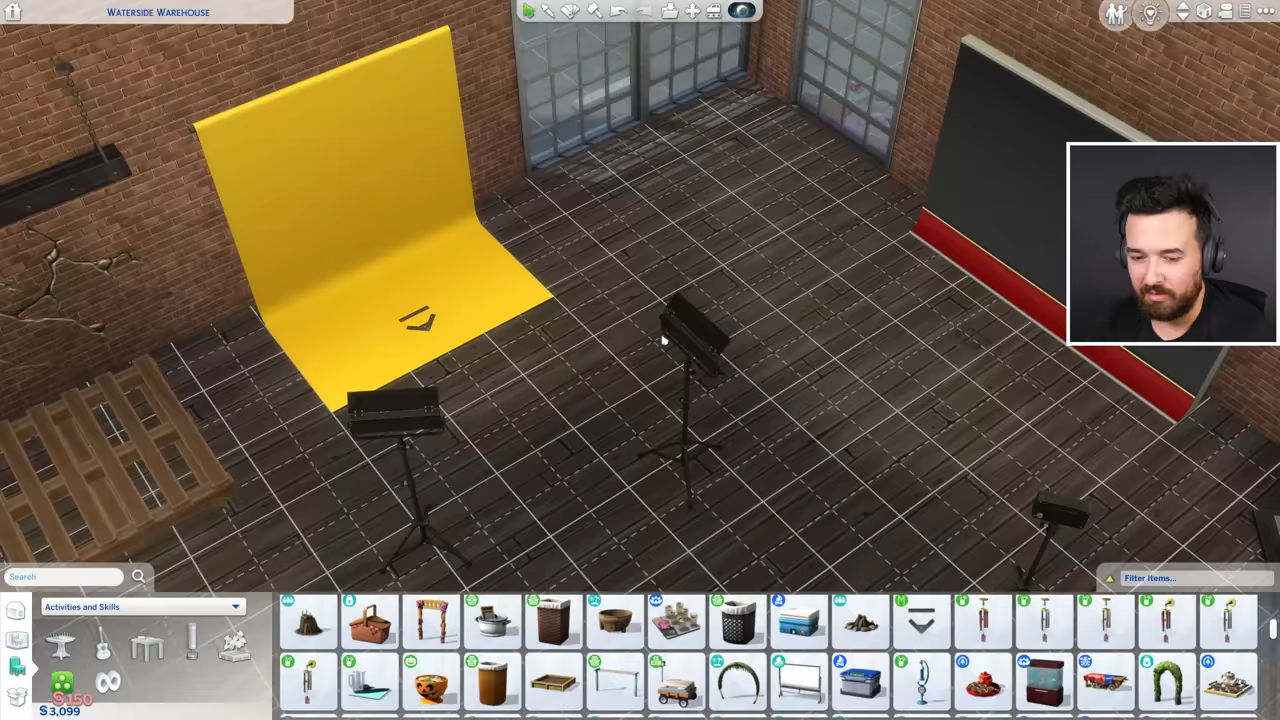 WATERSIDE WAREHOUSE
Search
Filter Items...
Activities and Skills
§150
§3,099